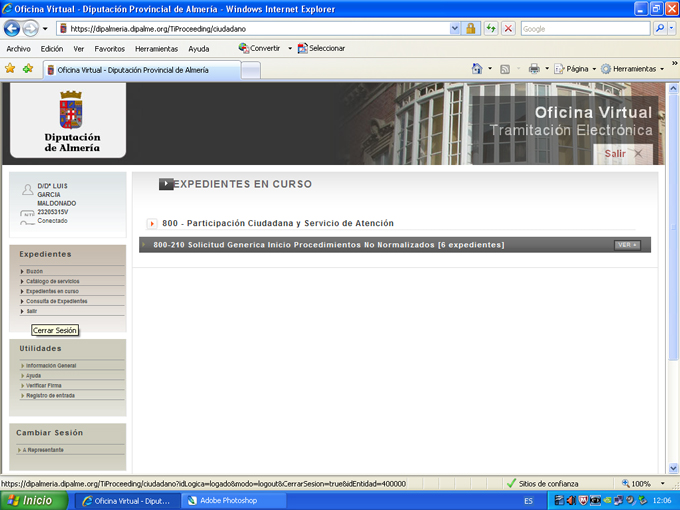 Oficina Virtual - Diputación Provincial de Almería - Windows Internet Explorer
https://dipalmeria.dipalme.org/TiProceeding/ciudadano
Google
Archivo Edición Ver Favoritos Herramientas Ayuda Convertir Seleccionar
Oficina Virtual - Diputación Provincial de Almería
Página Herramientas
Diputación
de Almería
Oficina Virtual
Tramitación Electrónica
Salir
D/Dª LUIS
GARCIA
MALDONADO
23205315V
Conectado
EXPEDIENTES EN CURSO
800 - Participación Ciudadana y Servicio de Atención
800-210 Solicitud Generica Inicio Procedimientos No Normalizados [6 expedientes]
VER +
Expedientes
Buzón
Catálogo de servicios
Expedientes en curso
Consulta de Expedientes
Salir
Cerrar Sesión
Utilidades
Información General
Ayuda
Verificar Firma
Registro de entrada
Cambiar Sesión
A Representante
https://dipalmeria.dipalme.org/TiProceeding/ciudadano?idLogica=logado&modo=logout&CerrarSesion=true&idEntidad=400000
Sitios de confianza
100%
Inicio
Oficina Virtual - Diput...
Adobe Photoshop
ES
12:06